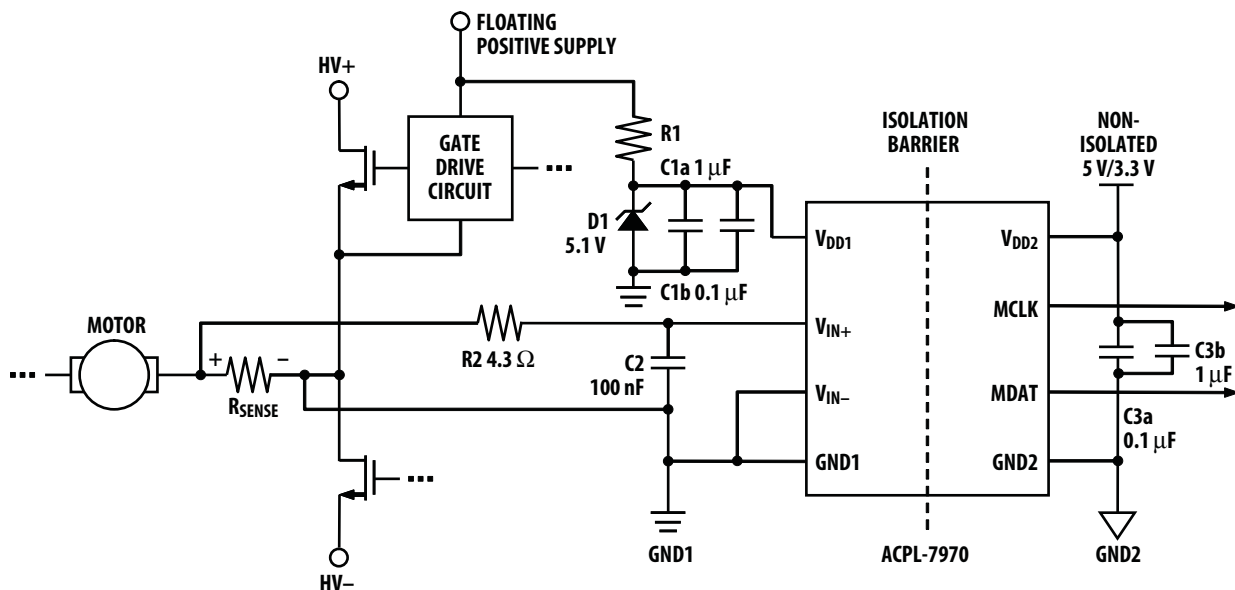 FLOATING
POSITIVE SUPPLY
HV+
GATE
DRIVE
CIRCUIT
...
R1
C1a 1 μF
D1
5.1 V
C1b 0.1 μF
ISOLATION
BARRIER
NON-
ISOLATED
5 V/3.3 V
VDD1
VDD2
MCLK
VIN+
MOTOR
+
–
...
RSENSE
R2 4.3 Ω
C2
100 nF
C3b
1 μF
VIN–
MDAT
C3a
0.1 μF
GND1
GND2
...
HV–
GND1
ACPL-7970
GND2